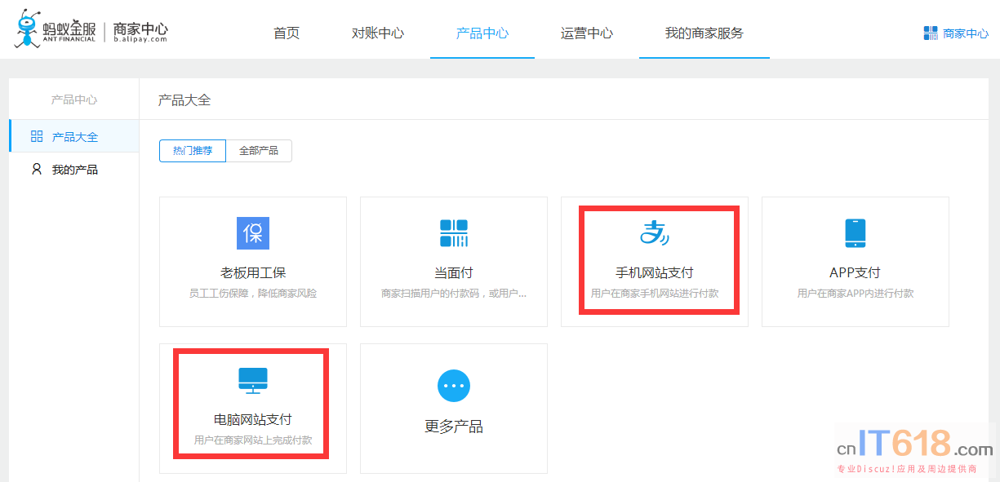 蚂蚁金服
ANT FINANCIAL
商家中心
b.alipay.com
首页
对账中心
产品中心
运营中心
我的商家服务
商家中心
产品中心
产品大全
我的产品
产品大全
热门推荐
全部产品
老板用工保
员工工伤保障，降低商家风险
当面付
商家扫描用户的付款码，或用户...
手机网站支付
用户在商家手机网站进行付款
APP支付
用户在商家APP内进行付款
电脑网站支付
用户在商家网站上完成付款
更多产品
cnIT618.com
专业Discuz!应用及周边提供商